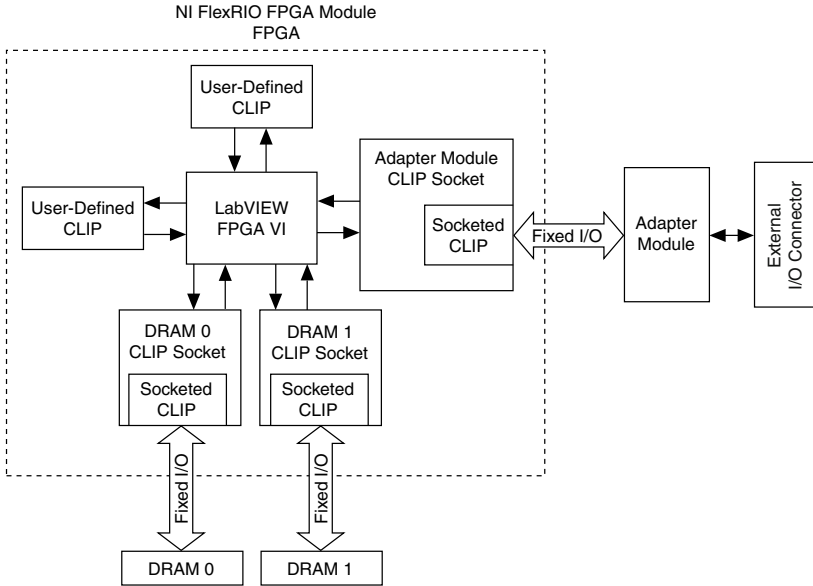 NI FlexRIO FPGA Module
FPGA
User-Defined
CLIP
Adapter Module
CLIP Socket
User-Defined
CLIP
LabVIEW
FPGA VI
Socketed
CLIP
Fixed I/O
Adapter
Module
External
I/O Connector
DRAM 0
CLIP Socket
DRAM 1
CLIP Socket
Socketed
CLIP
Socketed
CLIP
Fixed I/O
Fixed I/O
DRAM 0
DRAM 1